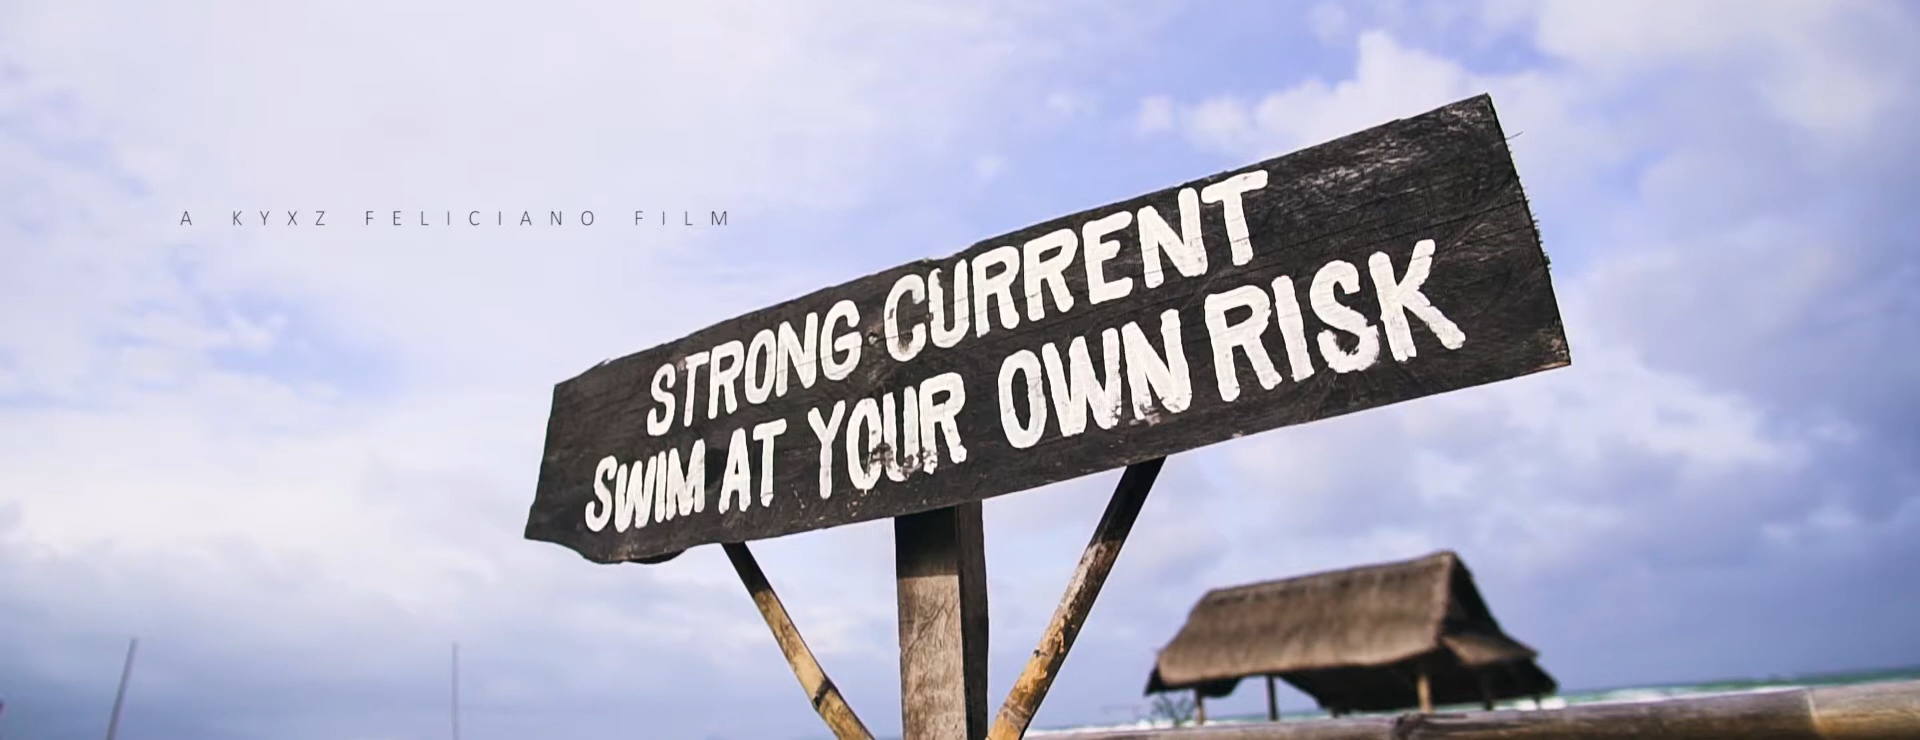 A KYXZ FELICIANO FILM
STRONG CURRENT
SWIM AT YOUR OWN RISK